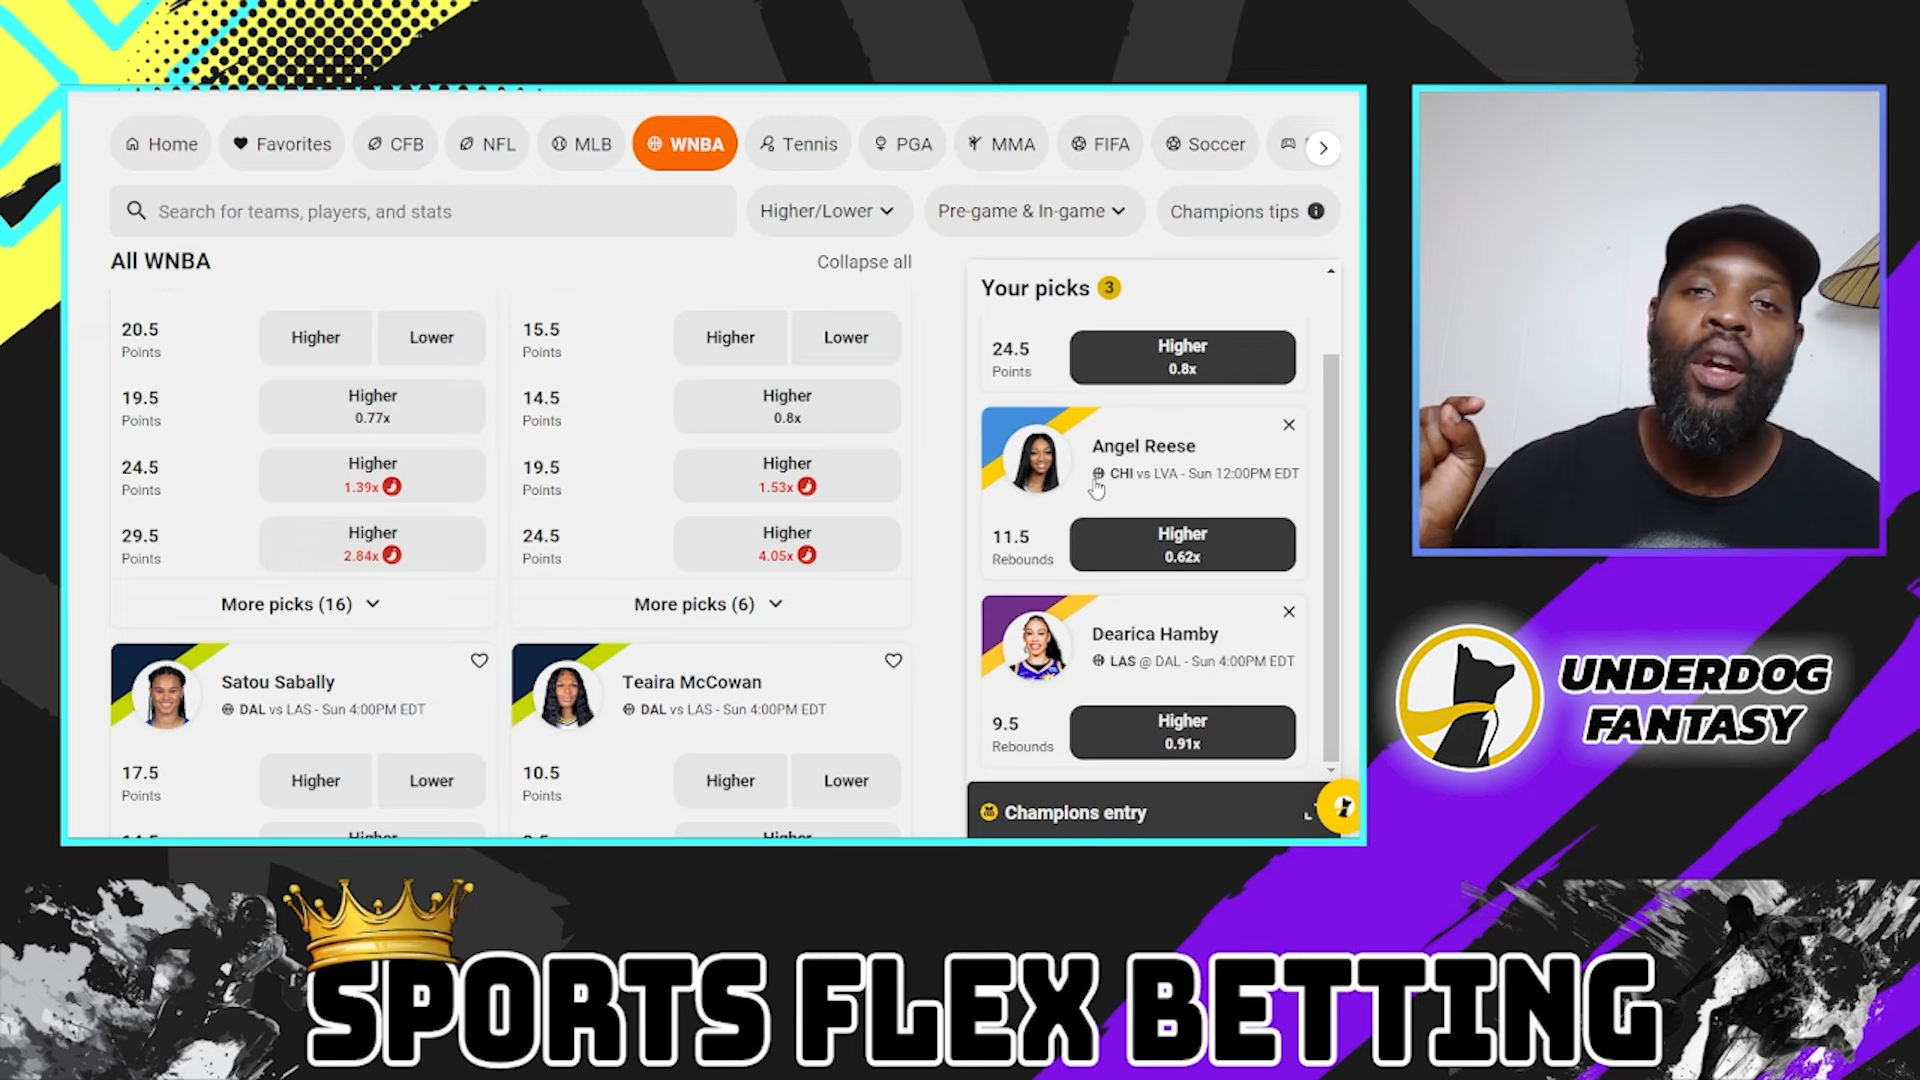 Home
Favorites
CFB
NFL
MLB
WNBA
Tennis
PGA
MMA
FIFA
Soccer
Search for teams, players, and stats
Higher/Lower
Pre-game & In-game
Champions tips
All WNBA
Collapse all
20.5
Points
Higher
Lower
19.5
Points
Higher
0.77x
24.5
Points
Higher
1.39x
29.5
Points
Higher
2.84x
More picks (16)
15.5
Points
Higher
Lower
14.5
Points
Higher
0.8x
19.5
Points
Higher
1.53x
24.5
Points
Higher
4.05x
More picks (6)
Satou Sabally
DAL vs LAS - Sun 4:00PM EDT
17.5
Points
Higher
Lower
Higher
Teaira McCowan
DAL vs LAS - Sun 4:00PM EDT
10.5
Points
Higher
Lower
Higher
Your picks 3
24.5
Points
Higher
0.8x
Angel Reese
CHI vs LVA - Sun 12:00PM EDT
11.5
Rebounds
Higher
0.62x
Dearica Hamby
LAS @ DAL - Sun 4:00PM EDT
9.5
Rebounds
Higher
0.91x
Champions entry
UNDERDOG
FANTASY
SPORTS FLEX BETTING